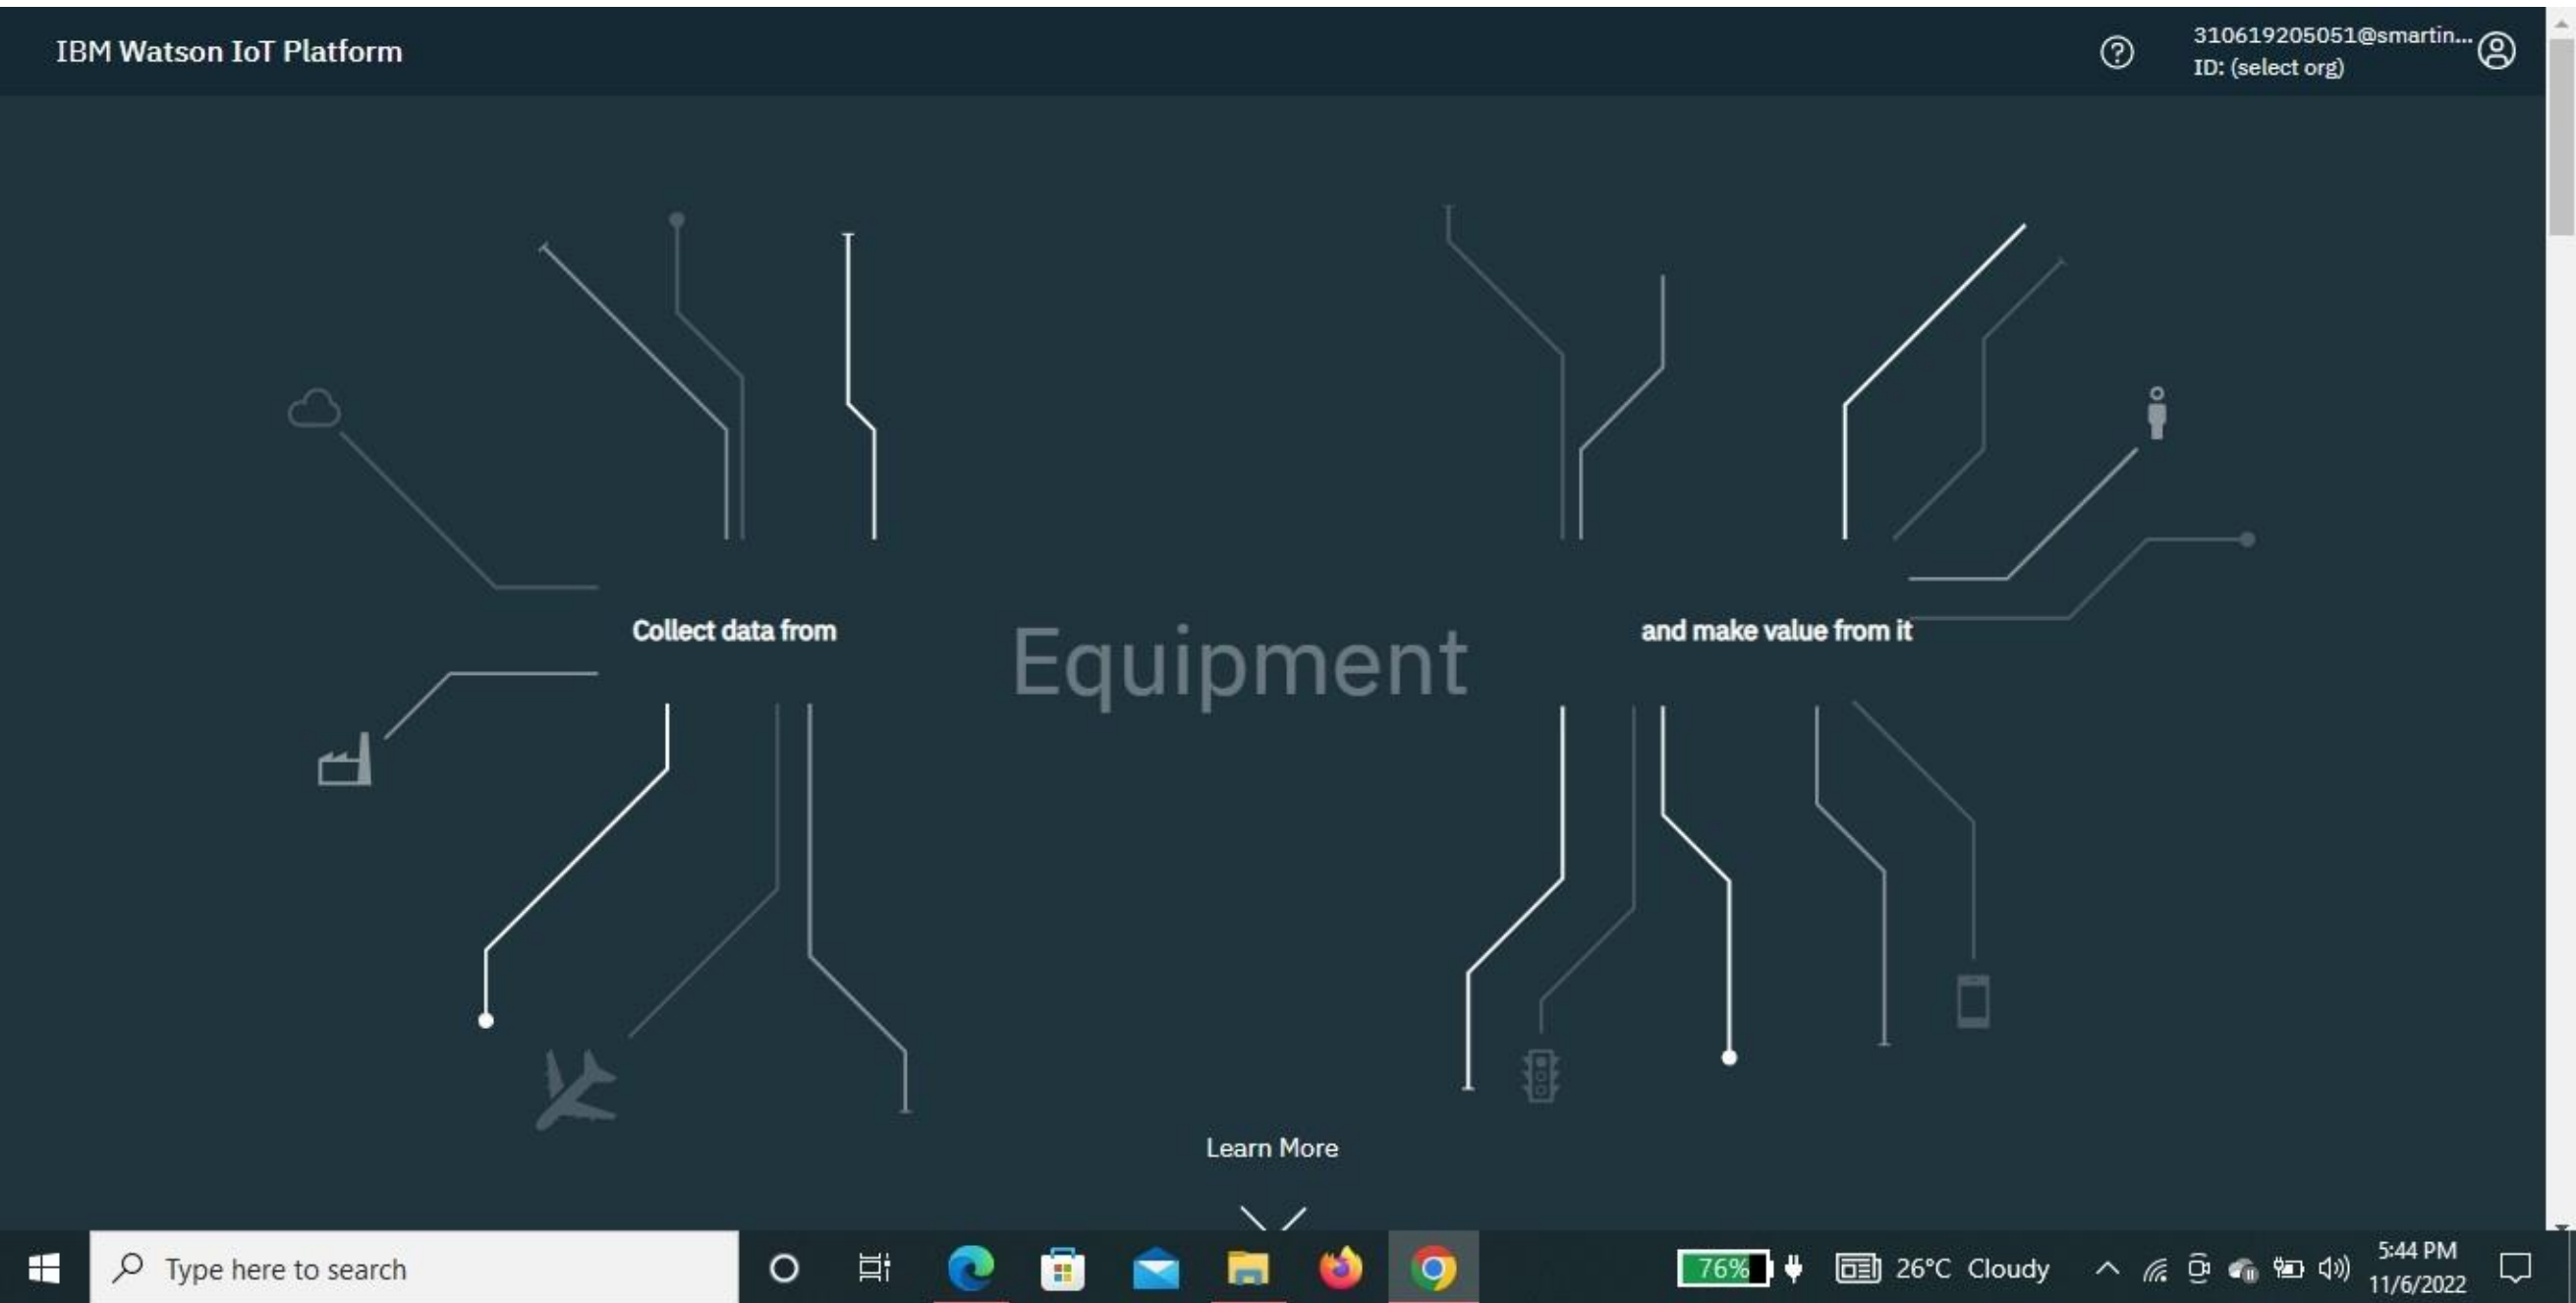 IBM Watson IoT Platform
310619205051@smartin...
ID: (select org)
Collect data from
Equipment
and make value from it
Learn More
Type here to search
76%
26°C Cloudy
5:44 PM
11/6/2022